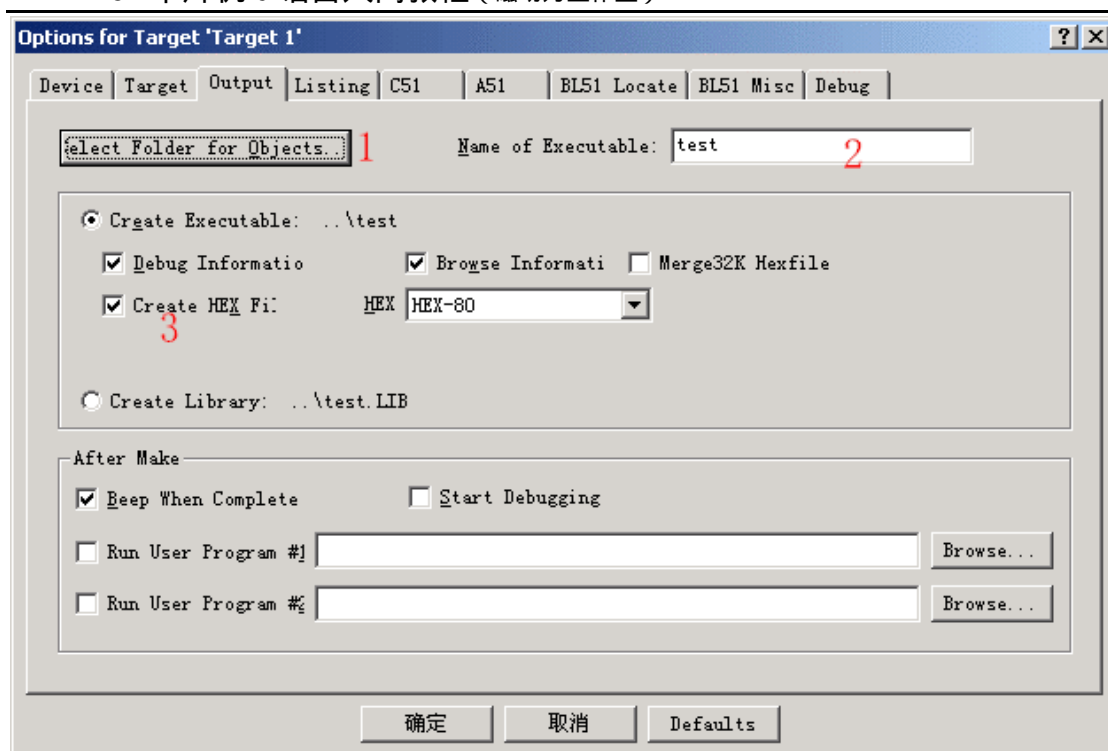 Options for Target 'Target 1'
Device Target Output Listing C51 A51 BL51 Locate BL51 Misc Debug
elect Folder for Objects.. 1 Name of Executable: test 2
Create Executable: ..\test
Debug Informatio Browse Informati Merge32K Hexfile
Create HEX Fi HEX HEX-80
3
Create Library: ..\test.LIB
After Make
Beep When Complete Start Debugging
Run User Program #1 Browse...
Run User Program #2 Browse...
确定 取消 Defaults